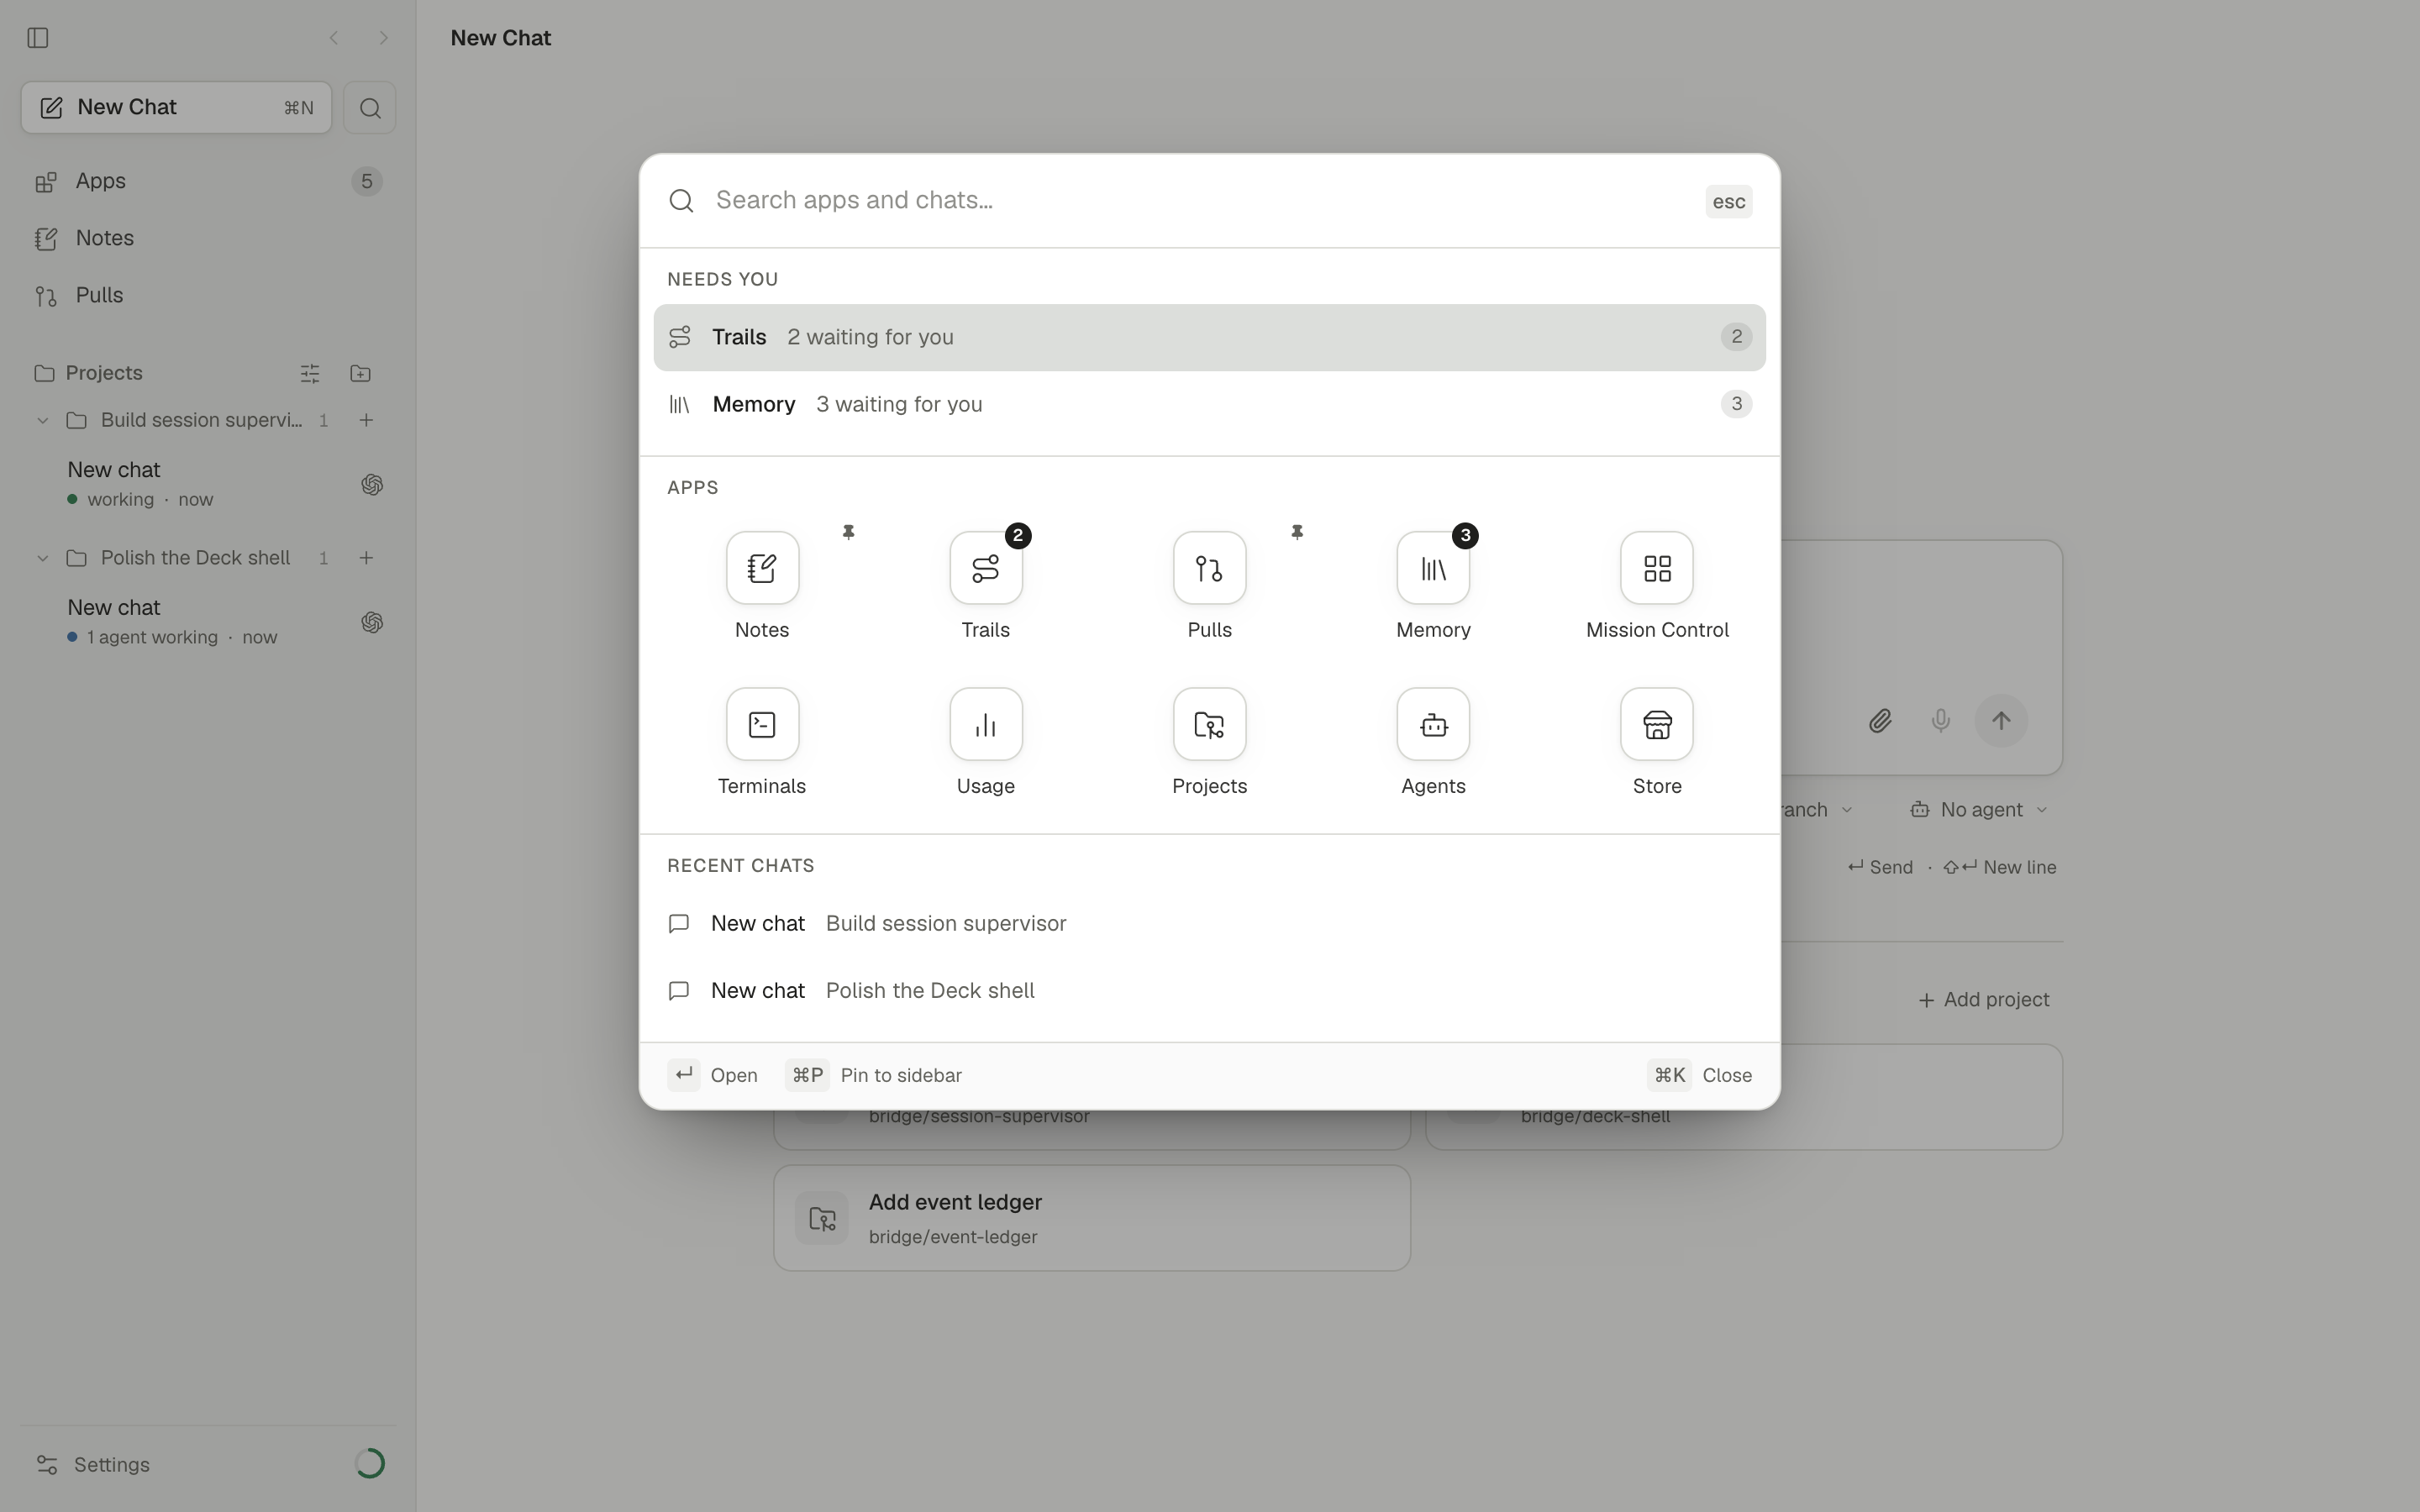 New Chat
New Chat ⌘N
Apps 5
Notes
Pulls
Projects
Build session supervi... 1
New chat
working · now
Polish the Deck shell 1
New chat
1 agent working · now
Settings
Search apps and chats... esc
NEEDS YOU
Trails 2 waiting for you 2
Memory 3 waiting for you 3
APPS
2 3
Notes Trails Pulls Memory Mission Control
Terminals Usage Projects Agents Store
RECENT CHATS
New chat Build session supervisor
New chat Polish the Deck shell
↵ Open ⌘P Pin to sidebar ⌘K Close
No agent
↵ Send · ⇧↵ New line
+ Add project
bridge/session-supervisor bridge/deck-shell
Add event ledger
bridge/event-ledger